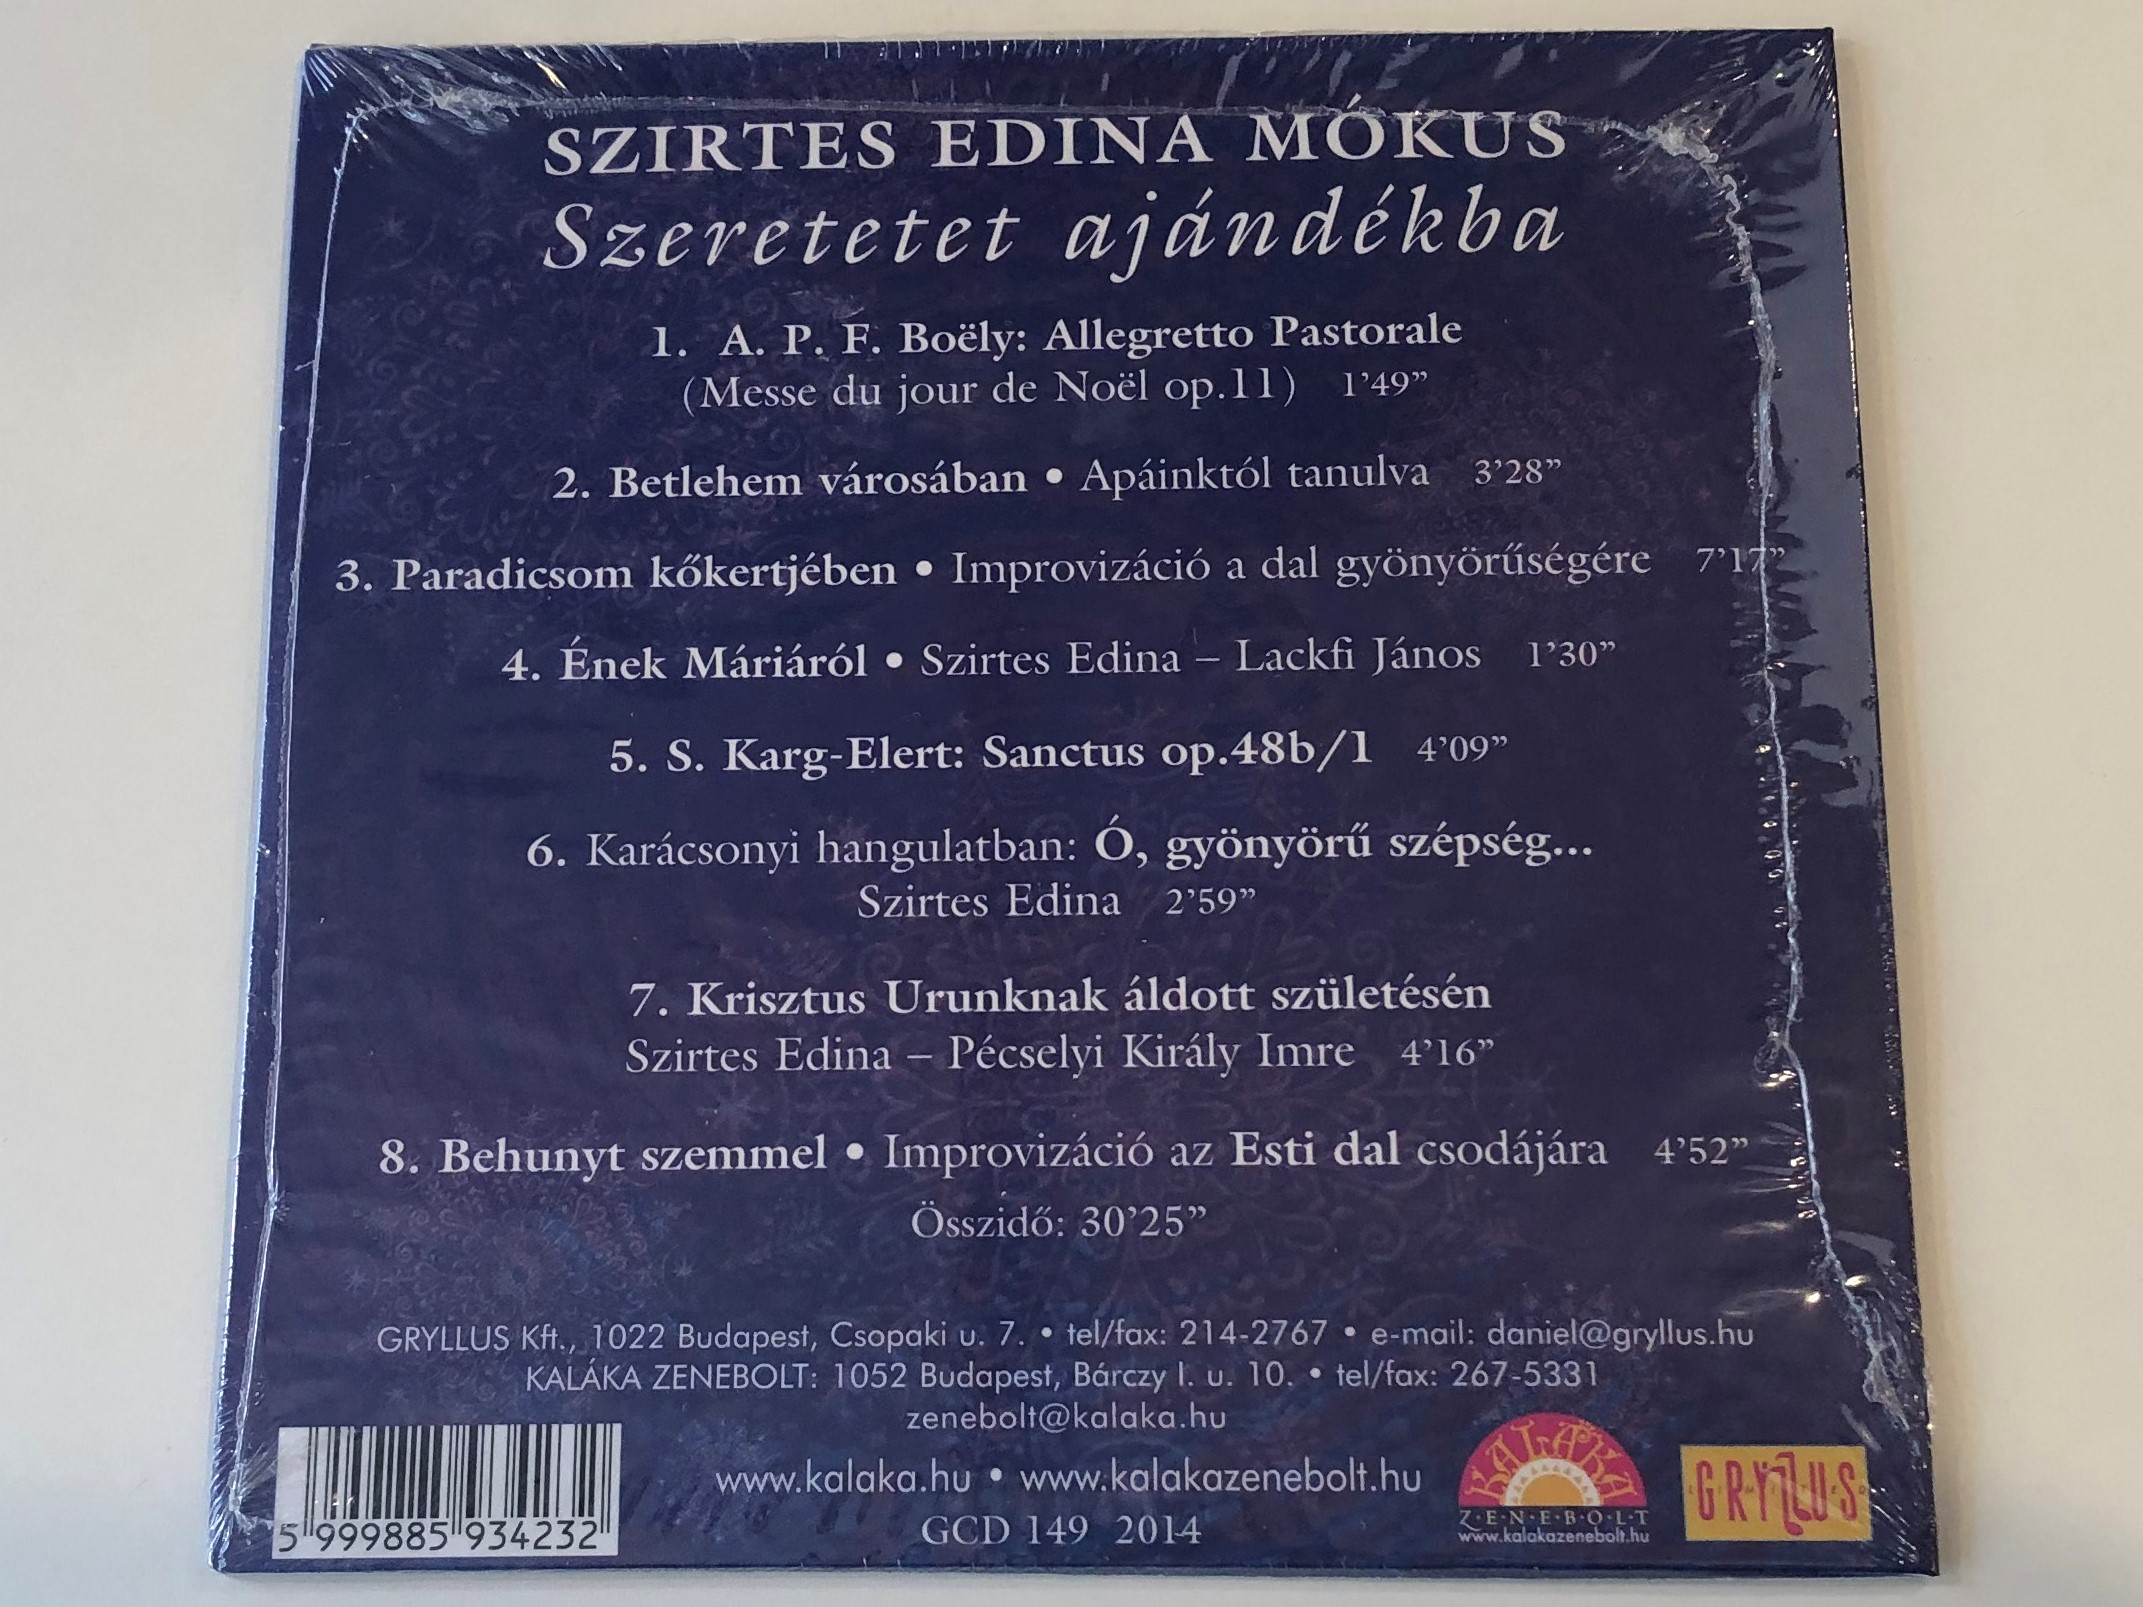 SZIRTES EDINA MÓKUS
Szeretetet ajándékba
1. A. P. F. Boëly: Allegretto Pastorale
(Messe du jour de Noël op.11) 1’49”
2. Betlehem városában • Apáinktól tanulva 3’28”
3. Paradicsom kőkertjében • Improvizáció a dal gyönyörűségére 7’17”
4. Ének Máriáról • Szirtes Edina – Lackfi János 1’30”
5. S. Karg-Elert: Sanctus op.48b/1 4’09”
6. Karácsonyi hangulatban: Ó, gyönyörű szépség...
Szirtes Edina 2’59”
7. Krisztus Urunknak áldott születésén
Szirtes Edina – Pécselyi Király Imre 4’16”
8. Behunyt szemmel • Improvizáció az Esti dal csodájára 4’52”
Összidő: 30’25”
GRYLLUS Kft., 1022 Budapest, Csopaki u. 7. • tel/fax: 214-2767 • e-mail: daniel@gryllus.hu
KALÁKA ZENEBOLT: 1052 Budapest, Bárczy I. u. 10. • tel/fax: 267-5331
zenebolt@kalaka.hu
www.kalaka.hu • www.kalakazenebolt.hu
GCD 149 2014
5 999885 934232
KALÁKA
Z·E·N·E·B·O·L·T
www.kalakazenebolt.hu
GRYLLUS